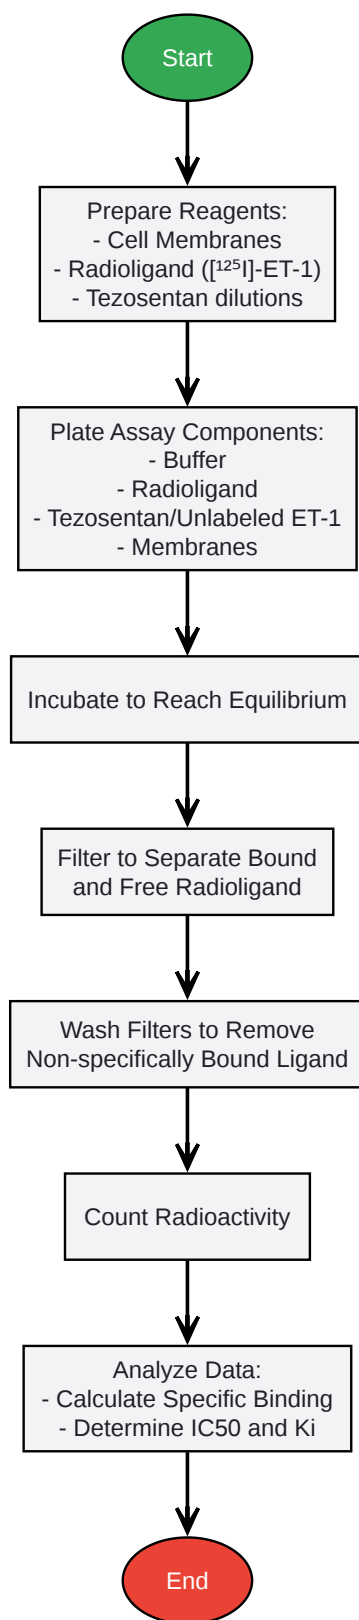 Start
Prepare Reagents:
- Cell Membranes
- Radioligand ([¹²⁵I]-ET-1)
- Tezosentan dilutions
Plate Assay Components:
- Buffer
- Radioligand
- Tezosentan/Unlabeled ET-1
- Membranes
Incubate to Reach Equilibrium
Filter to Separate Bound
and Free Radioligand
Wash Filters to Remove
Non-specifically Bound Ligand
Count Radioactivity
Analyze Data:
- Calculate Specific Binding
- Determine IC50 and Ki
End